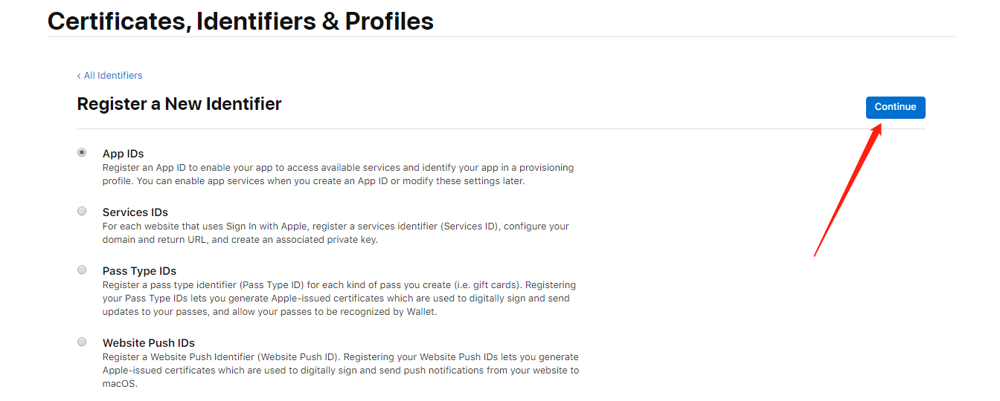 Certificates, Identifiers & Profiles
‹ All Identifiers
Register a New Identifier
Continue
App IDs
Register an App ID to enable your app to access available services and identify your app in a provisioning
profile. You can enable app services when you create an App ID or modify these settings later.
Services IDs
For each website that uses Sign In with Apple, register a services identifier (Services ID), configure your
domain and return URL, and create an associated private key.
Pass Type IDs
Register a pass type identifier (Pass Type ID) for each kind of pass you create (i.e. gift cards). Registering
your Pass Type IDs lets you generate Apple-issued certificates which are used to digitally sign and send
updates to your passes, and allow your passes to be recognized by Wallet.
Website Push IDs
Register a Website Push Identifier (Website Push ID). Registering your Website Push IDs lets you generate
Apple-issued certificates which are used to digitally sign and send push notifications from your website to
macOS.